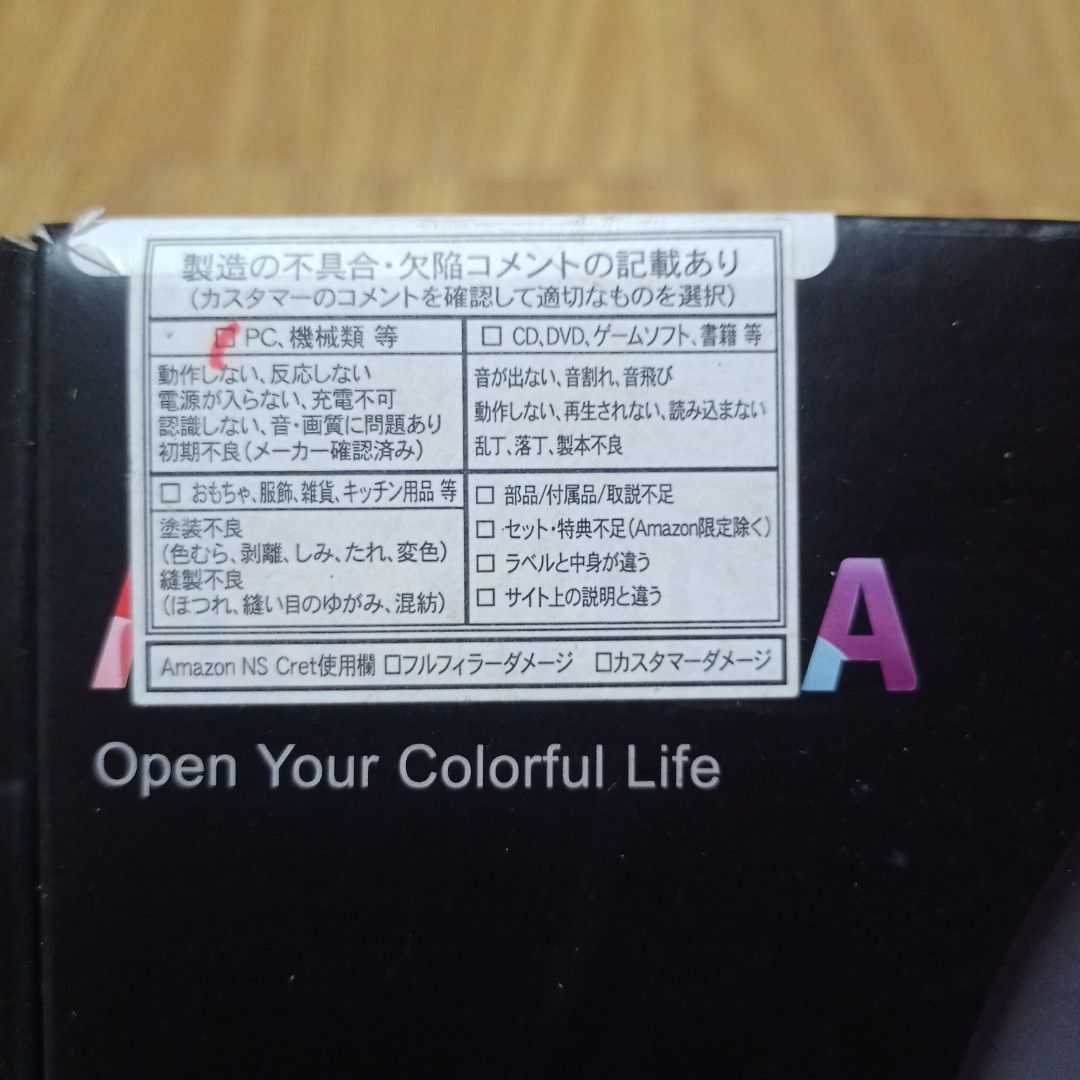 製造の不具合・欠陥コメントの記載あり
(カスタマーのコメントを確認して適切なものを選択)
□ PC、機械類 等
動作しない、反応しない
電源が入らない、充電不可
認識しない、音・画質に問題あり
初期不良(メーカー確認済み)
□ CD、DVD、ゲームソフト、書籍 等
音が出ない、音割れ、音飛び
動作しない、再生されない、読み込まない
乱丁、落丁、製本不良
□ おもちゃ、服飾、雑貨、キッチン用品 等
塗装不良
(色むら、剥離、しみ、たれ、変色)
縫製不良
(ほつれ、縫い目のゆがみ、混紡)
□ 部品/付属品/取説不足
□ セット・特典不足(Amazon限定除く)
□ ラベルと中身が違う
□ サイト上の説明と違う
Amazon NS Cret使用欄 □フルフィラーダメージ □カスタマーダメージ
A
Open Your Colorful Life